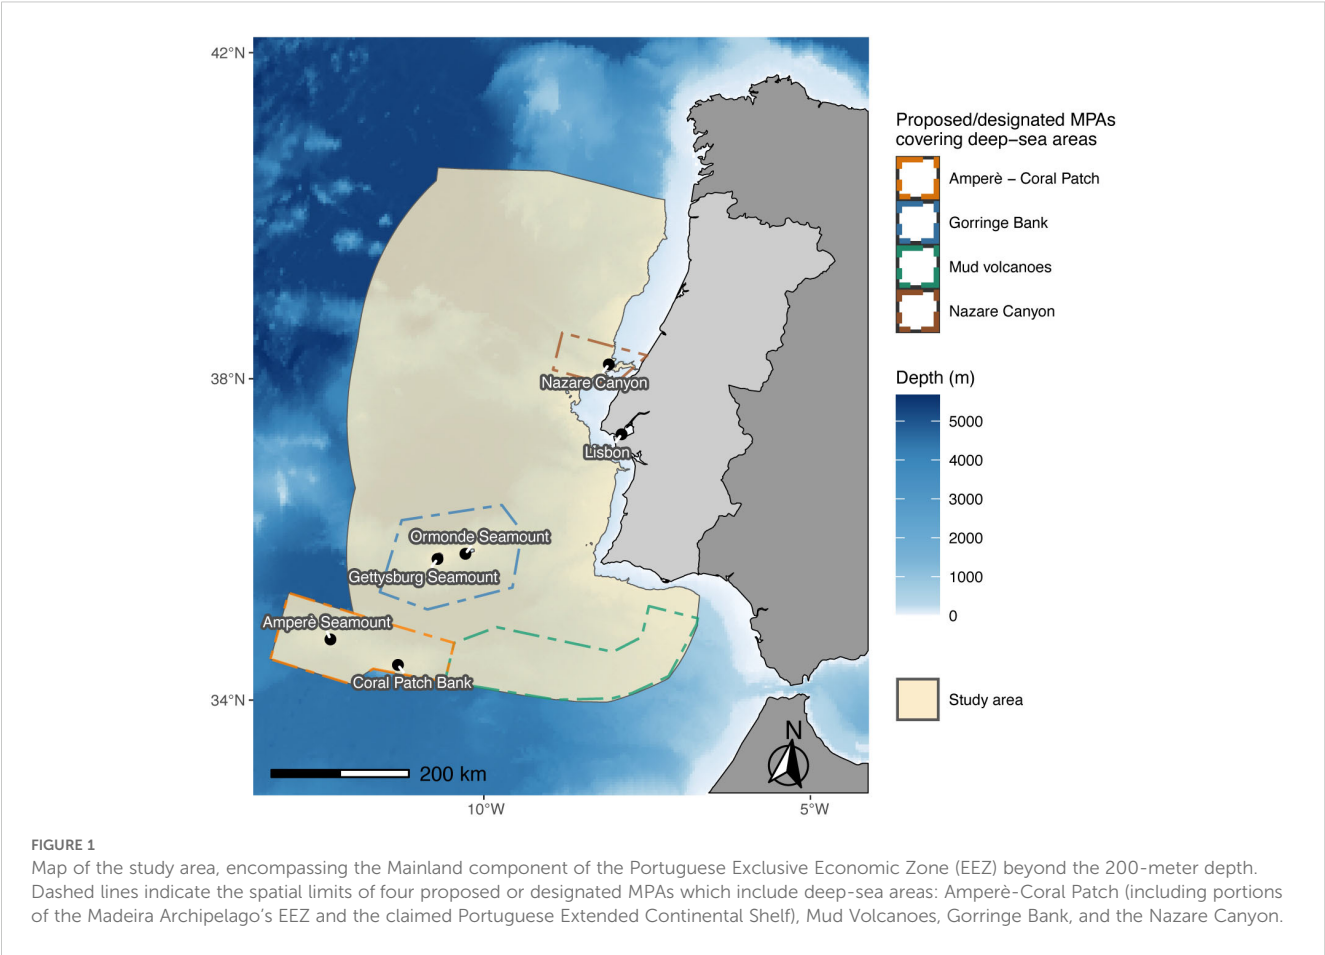 42°N
38°N
34°N
10°W
5°W
Nazare Canyon
Lisbon
Ormonde Seamount
Gettysburg Seamount
Amperè Seamount
Coral Patch Bank
200 km
N
Proposed/designated MPAs
covering deep−sea areas
Amperè − Coral Patch
Gorringe Bank
Mud volcanoes
Nazare Canyon
Depth (m)
5000
4000
3000
2000
1000
0
Study area
FIGURE 1
Map of the study area, encompassing the Mainland component of the Portuguese Exclusive Economic Zone (EEZ) beyond the 200-meter depth.
Dashed lines indicate the spatial limits of four proposed or designated MPAs which include deep-sea areas: Amperè-Coral Patch (including portions
of the Madeira Archipelago's EEZ and the claimed Portuguese Extended Continental Shelf), Mud Volcanoes, Gorringe Bank, and the Nazare Canyon.